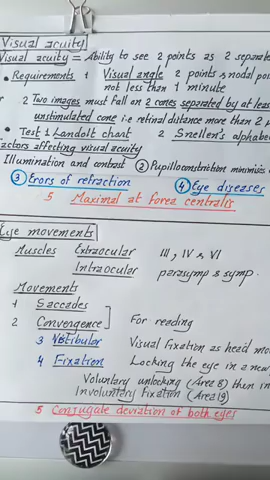 Visual acuity
Visual acuity = Ability to see 2 points as 2 separate
• Requirements 1 Visual angle 2 points & nodal poi
not less than 1 minute
or 2 Two images must fall on 2 cones separated by at leas
unstimulated cone i.e retinal distance more than 2
• Test 1 Landolt chart 2 Snellen's alphabe
factors affecting visual acuity
Illumination and contrast ② Pupilloconstriction minimizes
③ Erors of refraction ④ Eye diseases
5 Maximal at fovea centralis
Eye movements
Muscles Extraocular III, IV & VI
Intraocular parasymp & symp.
Movements
1 Saccades
2 Convergence For reading
3 Vestibular Visual fixation as head mo
4 Fixation Locking the eye in a new
Voluntary unlocking (Area 8) then in
Involuntary fixation (Area 19)
5 Conjugate deviation of both eyes